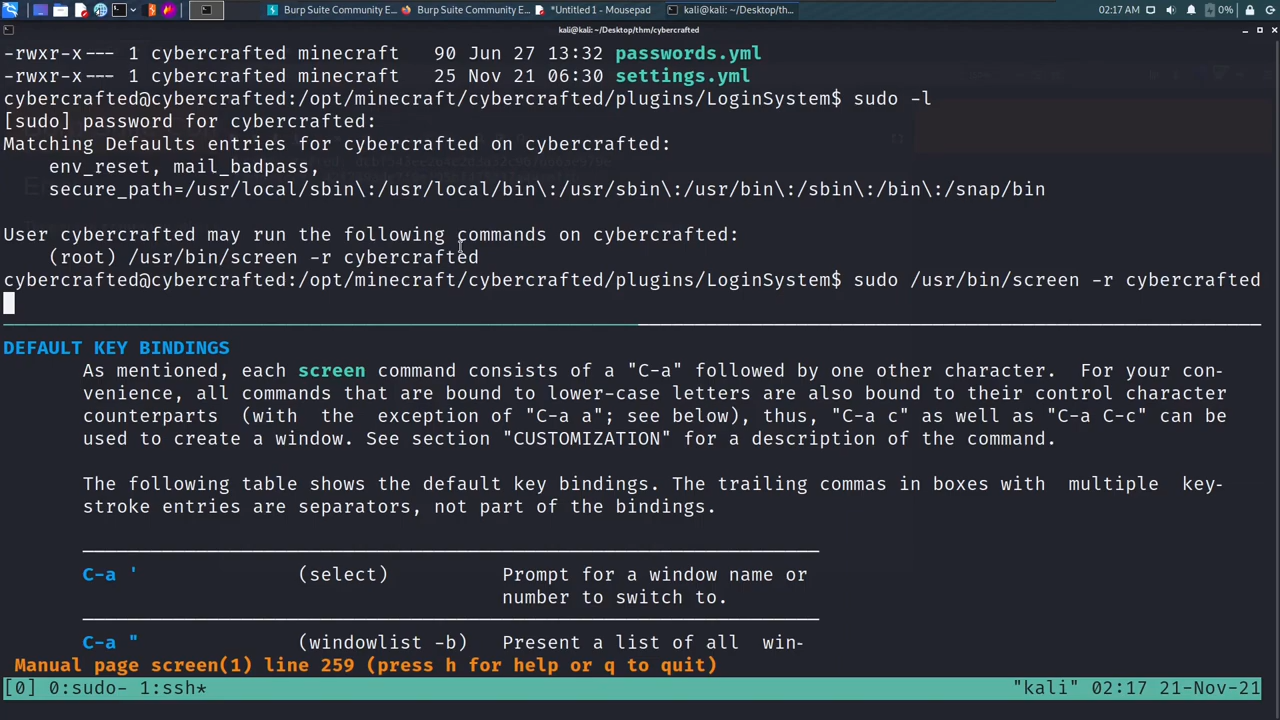 Burp Suite Community E...
Burp Suite Community E...
*Untitled 1 - Mousepad
kali@kali: ~/Desktop/th...
02:17 AM
0%
kali@kali: ~/Desktop/thm/cybercrafted
-rwxr-x--- 1 cybercrafted minecraft   90 Jun 27 13:32 passwords.yml
-rwxr-x--- 1 cybercrafted minecraft   25 Nov 21 06:30 settings.yml
cybercrafted@cybercrafted:/opt/minecraft/cybercrafted/plugins/LoginSystem$ sudo -l
[sudo] password for cybercrafted:
Matching Defaults entries for cybercrafted on cybercrafted:
    env_reset, mail_badpass,
    secure_path=/usr/local/sbin\:/usr/local/bin\:/usr/sbin\:/usr/bin\:/sbin\:/bin\:/snap/bin
User cybercrafted may run the following commands on cybercrafted:
    (root) /usr/bin/screen -r cybercrafted
cybercrafted@cybercrafted:/opt/minecraft/cybercrafted/plugins/LoginSystem$ sudo /usr/bin/screen -r cybercrafted
DEFAULT KEY BINDINGS
As mentioned, each screen command consists of a "C-a" followed by one other character.  For your con-
venience, all commands that are bound to lower-case letters are also bound to their control character
counterparts  (with  the  exception of "C-a a"; see below), thus, "C-a c" as well as "C-a C-c" can be
used to create a window. See section "CUSTOMIZATION" for a description of the command.
The following table shows the default key bindings. The trailing commas in boxes with  multiple  key-
stroke entries are separators, not part of the bindings.
C-a '              (select)          Prompt for a window name or
number to switch to.
C-a "              (windowlist -b)   Present a list of all  win-
Manual page screen(1) line 259 (press h for help or q to quit)
[0] 0:sudo- 1:ssh*
"kali" 02:17 21-Nov-21